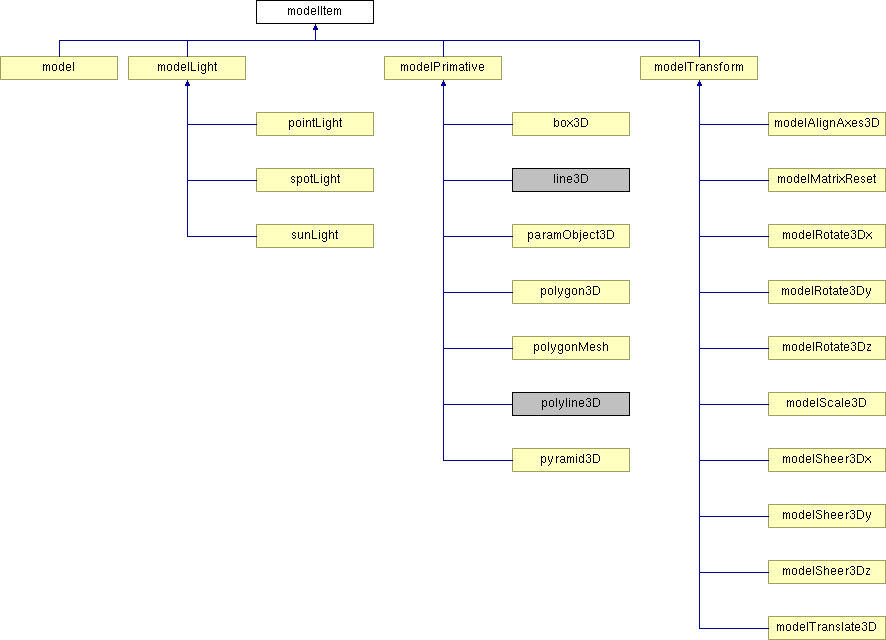 modelItem
model
modelLight
modelPrimative
modelTransform
pointLight
box3D
modelAlignAxes3D
spotLight
line3D
modelMatrixReset
sunLight
paramObject3D
modelRotate3Dx
polygon3D
modelRotate3Dy
polygonMesh
modelRotate3Dz
polyline3D
modelScale3D
pyramid3D
modelSheer3Dx
modelSheer3Dy
modelSheer3Dz
modelTranslate3D